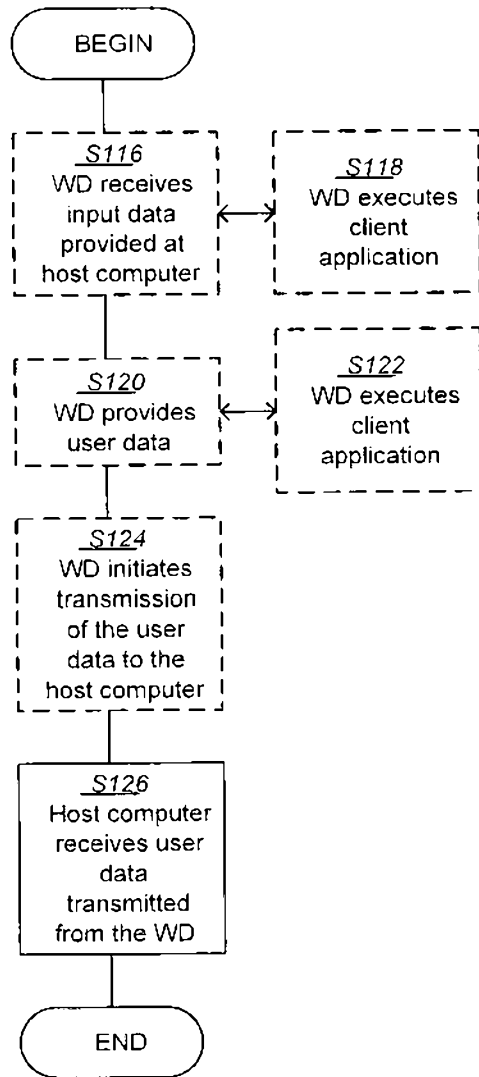 BEGIN
S116
WD receives
input data
provided at
host computer
S118
WD executes
client
application
S120
WD provides
user data
S122
WD executes
client
application
S124
WD initiates
transmission
of the user
data to the
host computer
S126
Host computer
receives user
data
transmitted
from the WD
END